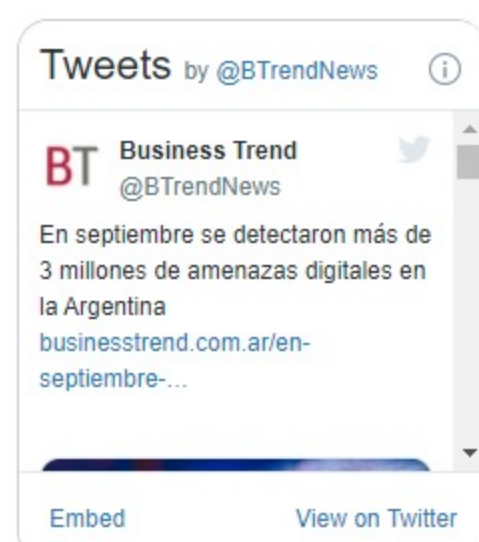 Tweets by @BTrendNews
BT
Business Trend
@BTrendNews
En septiembre se detectaron más de
3 millones de amenazas digitales en
la Argentina
businesstrend.com.ar/en-
septiembre-...
Embed
View on Twitter